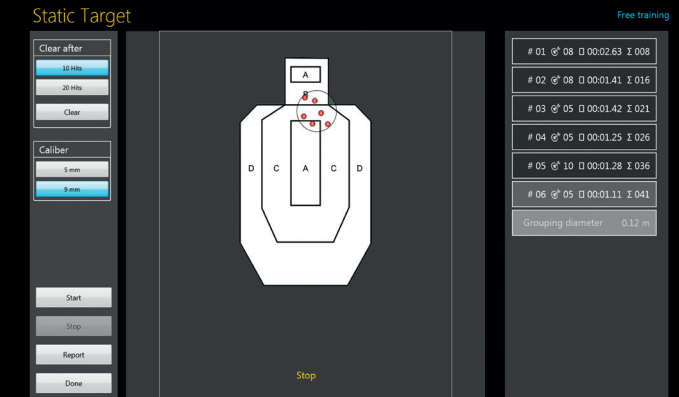 Static Target
Free training
Clear after
10 Hits
20 Hits
Clear
Caliber
5 mm
9 mm
Start
Stop
Report
Done
A
B
D C A C D
Stop
# 01 08 00:02.63 Σ 008
# 02 08 00:01.41 Σ 016
# 03 05 00:01.42 Σ 021
# 04 05 00:01.25 Σ 026
# 05 10 00:01.28 Σ 036
# 06 05 00:01.11 Σ 041
Grouping diameter 0.12 m